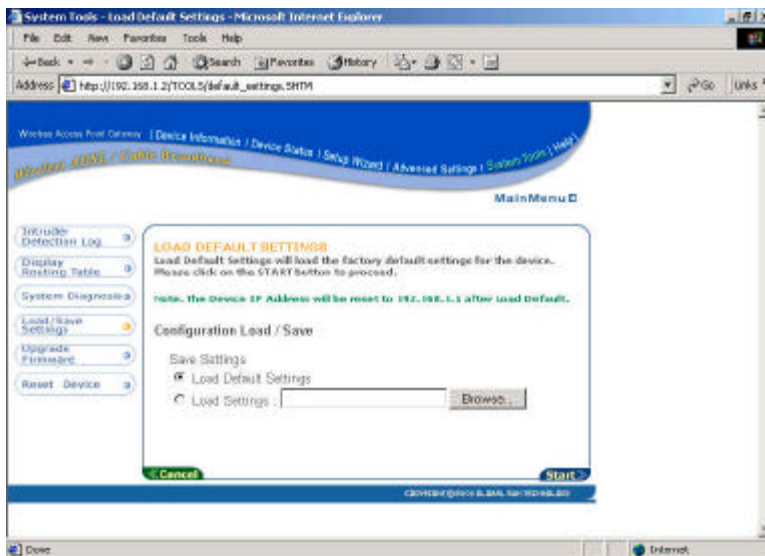 System Tools - Load Default Settings - Microsoft Internet Explorer
File Edit View Favorites Tools Help
Back Search Favorites History
Address http://192.168.1.2/TOOLS/default_settings.SHTM Go Links
Wireless Access Point Gateway | Device Information / Device Status / Setup Wizard / Advanced Settings / System Tools | Help
Wireless ADSL / Cable Broadband
MainMenu
Intruder Detection Log
Display Routing Table
System Diagnosis
Load/Save Settings
Upgrade Firmware
Reset Device
LOAD DEFAULT SETTINGS
Load Default Settings will load the factory default settings for the device.
Please click on the START button to proceed.
Note. The Device IP Address will be reset to 192.168.1.1 after Load Default.
Configuration Load / Save
Save Settings
Load Default Settings
Load Settings : Browse...
Cancel Start
Done Internet